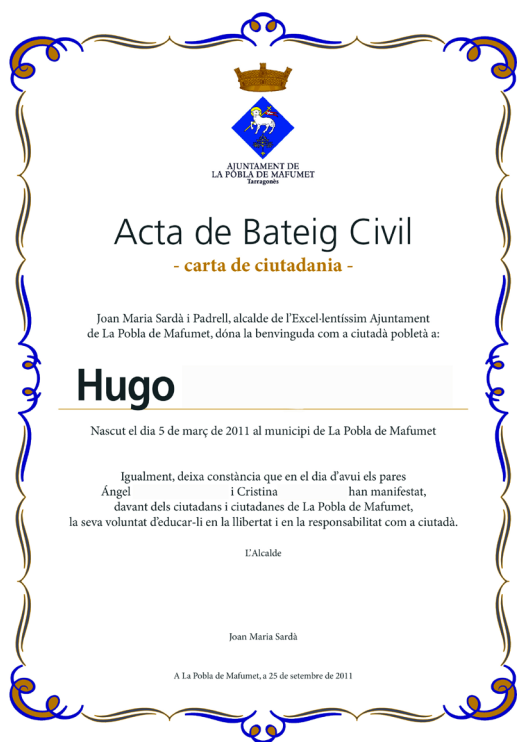 AJUNTAMENT DE
LA POBLA DE MAFUMET
Tarragonès
Acta de Bateig Civil
- carta de ciutadania -
Joan Maria Sardà i Padrell, alcalde de l'Excel·lentíssim Ajuntament
de La Pobla de Mafumet, dóna la benvinguda com a ciutadà pobletà a:
Hugo
Nascut el dia 5 de març de 2011 al municipi de La Pobla de Mafumet
Igualment, deixa constància que en el dia d'avui els pares
Ángel i Cristina han manifestat,
davant dels ciutadans i ciutadanes de La Pobla de Mafumet,
la seva voluntat d'educar-li en la llibertat i en la responsabilitat com a ciutadà.
L'Alcalde
Joan Maria Sardà
A La Pobla de Mafumet, a 25 de setembre de 2011